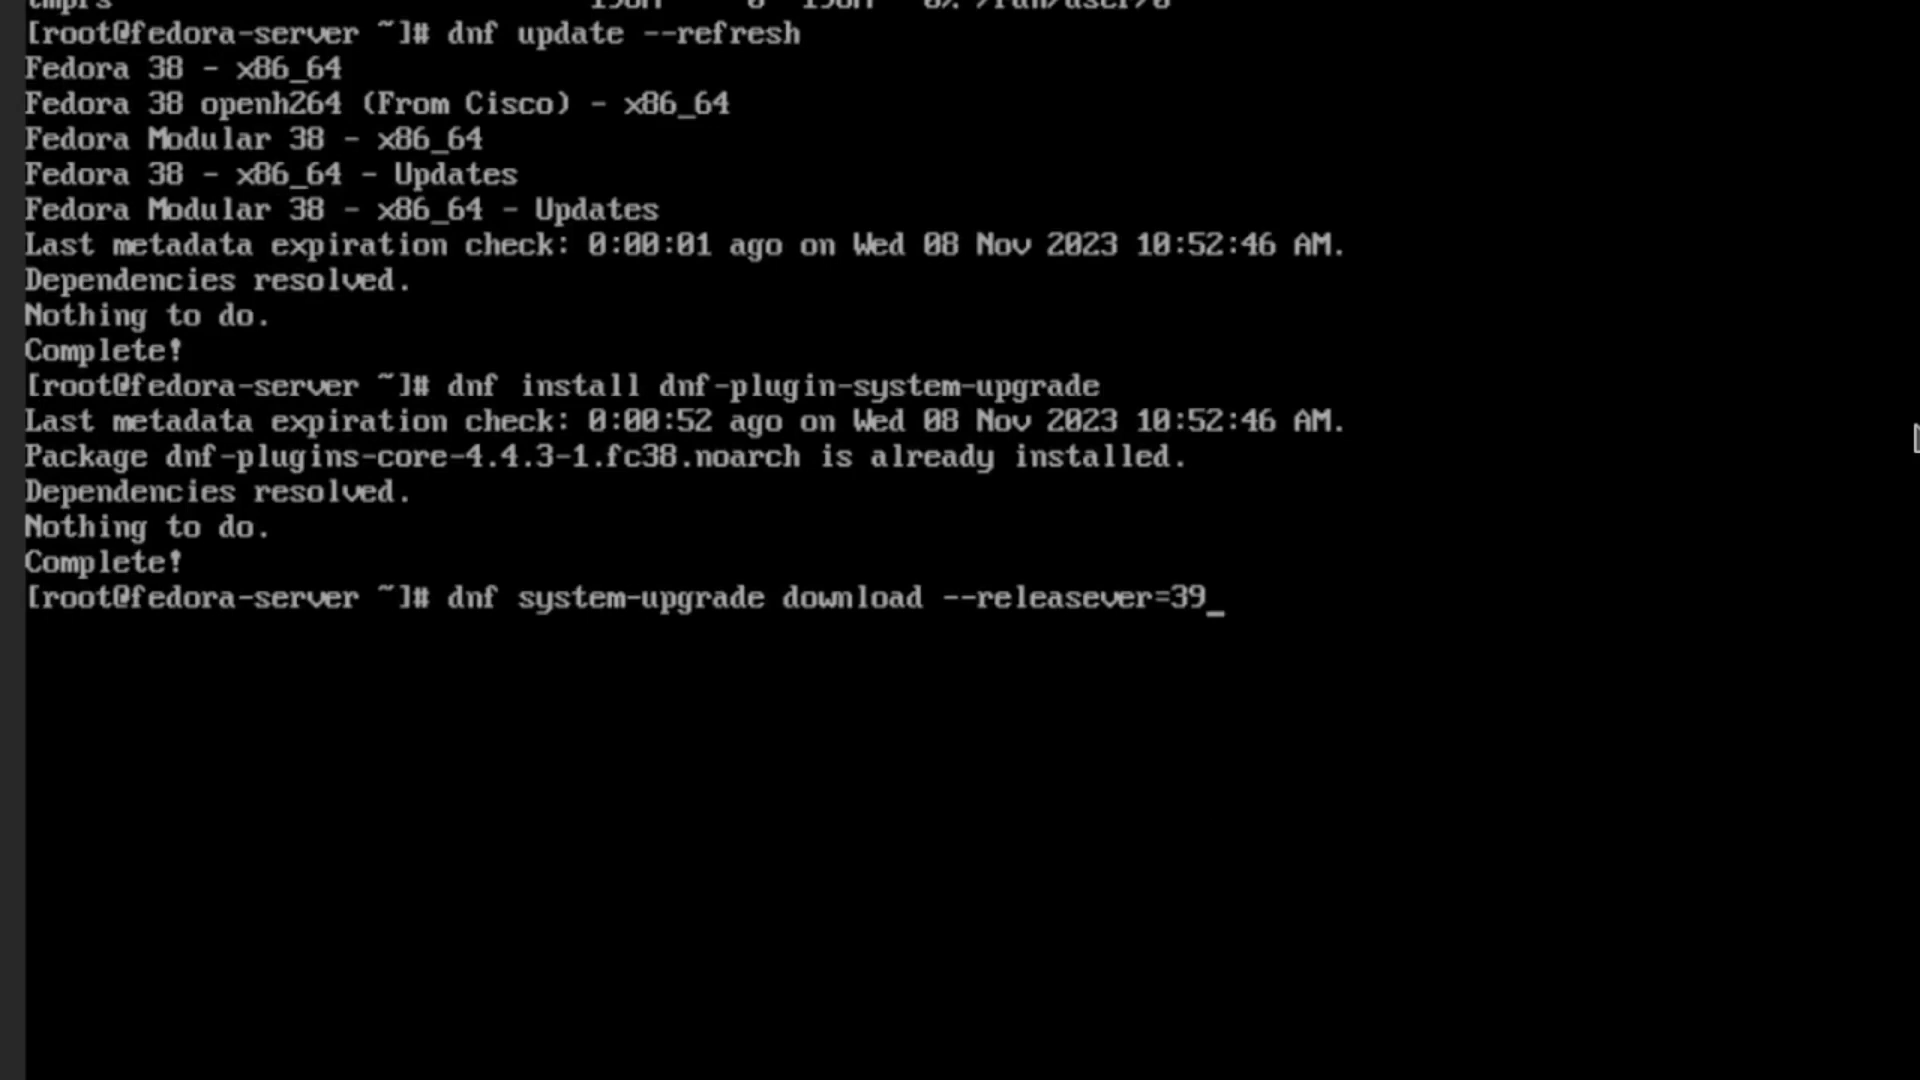 [root@fedora-server ~]# dnf update --refresh
Fedora 38 - x86_64
Fedora 38 openh264 (From Cisco) - x86_64
Fedora Modular 38 - x86_64
Fedora 38 - x86_64 - Updates
Fedora Modular 38 - x86_64 - Updates
Last metadata expiration check: 0:00:01 ago on Wed 08 Nov 2023 10:52:46 AM.
Dependencies resolved.
Nothing to do.
Complete!
[root@fedora-server ~]# dnf install dnf-plugin-system-upgrade
Last metadata expiration check: 0:00:52 ago on Wed 08 Nov 2023 10:52:46 AM.
Package dnf-plugins-core-4.4.3-1.fc38.noarch is already installed.
Dependencies resolved.
Nothing to do.
Complete!
[root@fedora-server ~]# dnf system-upgrade download --releasever=39_